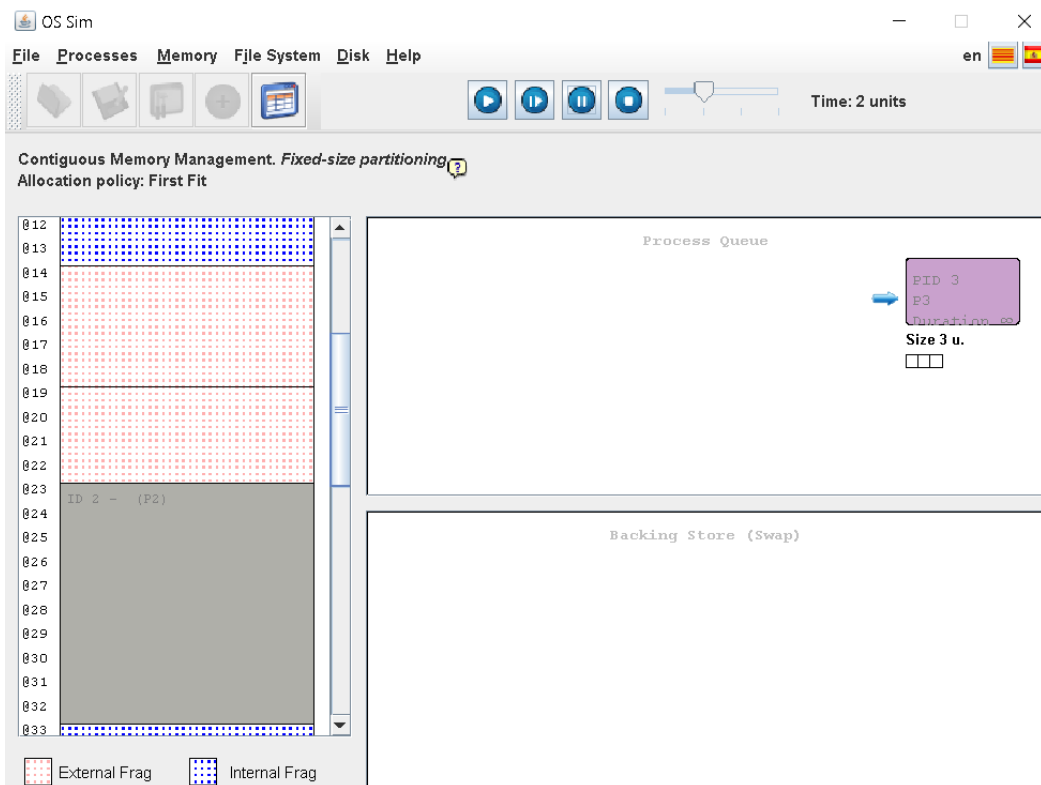 OS Sim
File Processes Memory File System Disk Help en
Time: 2 units
Contiguous Memory Management. Fixed-size partitioning
?
Allocation policy: First Fit
@12
@13
@14
@15
@16
@17
@18
@19
@20
@21
@22
@23
@24
@25
@26
@27
@28
@29
@30
@31
@32
@33
ID 2 - (P2)
Process Queue
PID 3
P3
Duration ∞
Size 3 u.
Backing Store (Swap)
External Frag Internal Frag